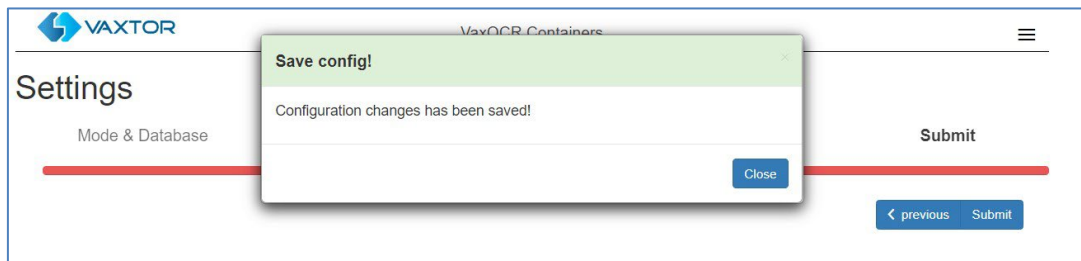 VAXTOR
VaxOCR Containers
Save config!
×
Settings
Configuration changes has been saved!
Mode & Database
Submit
Close
previous
Submit